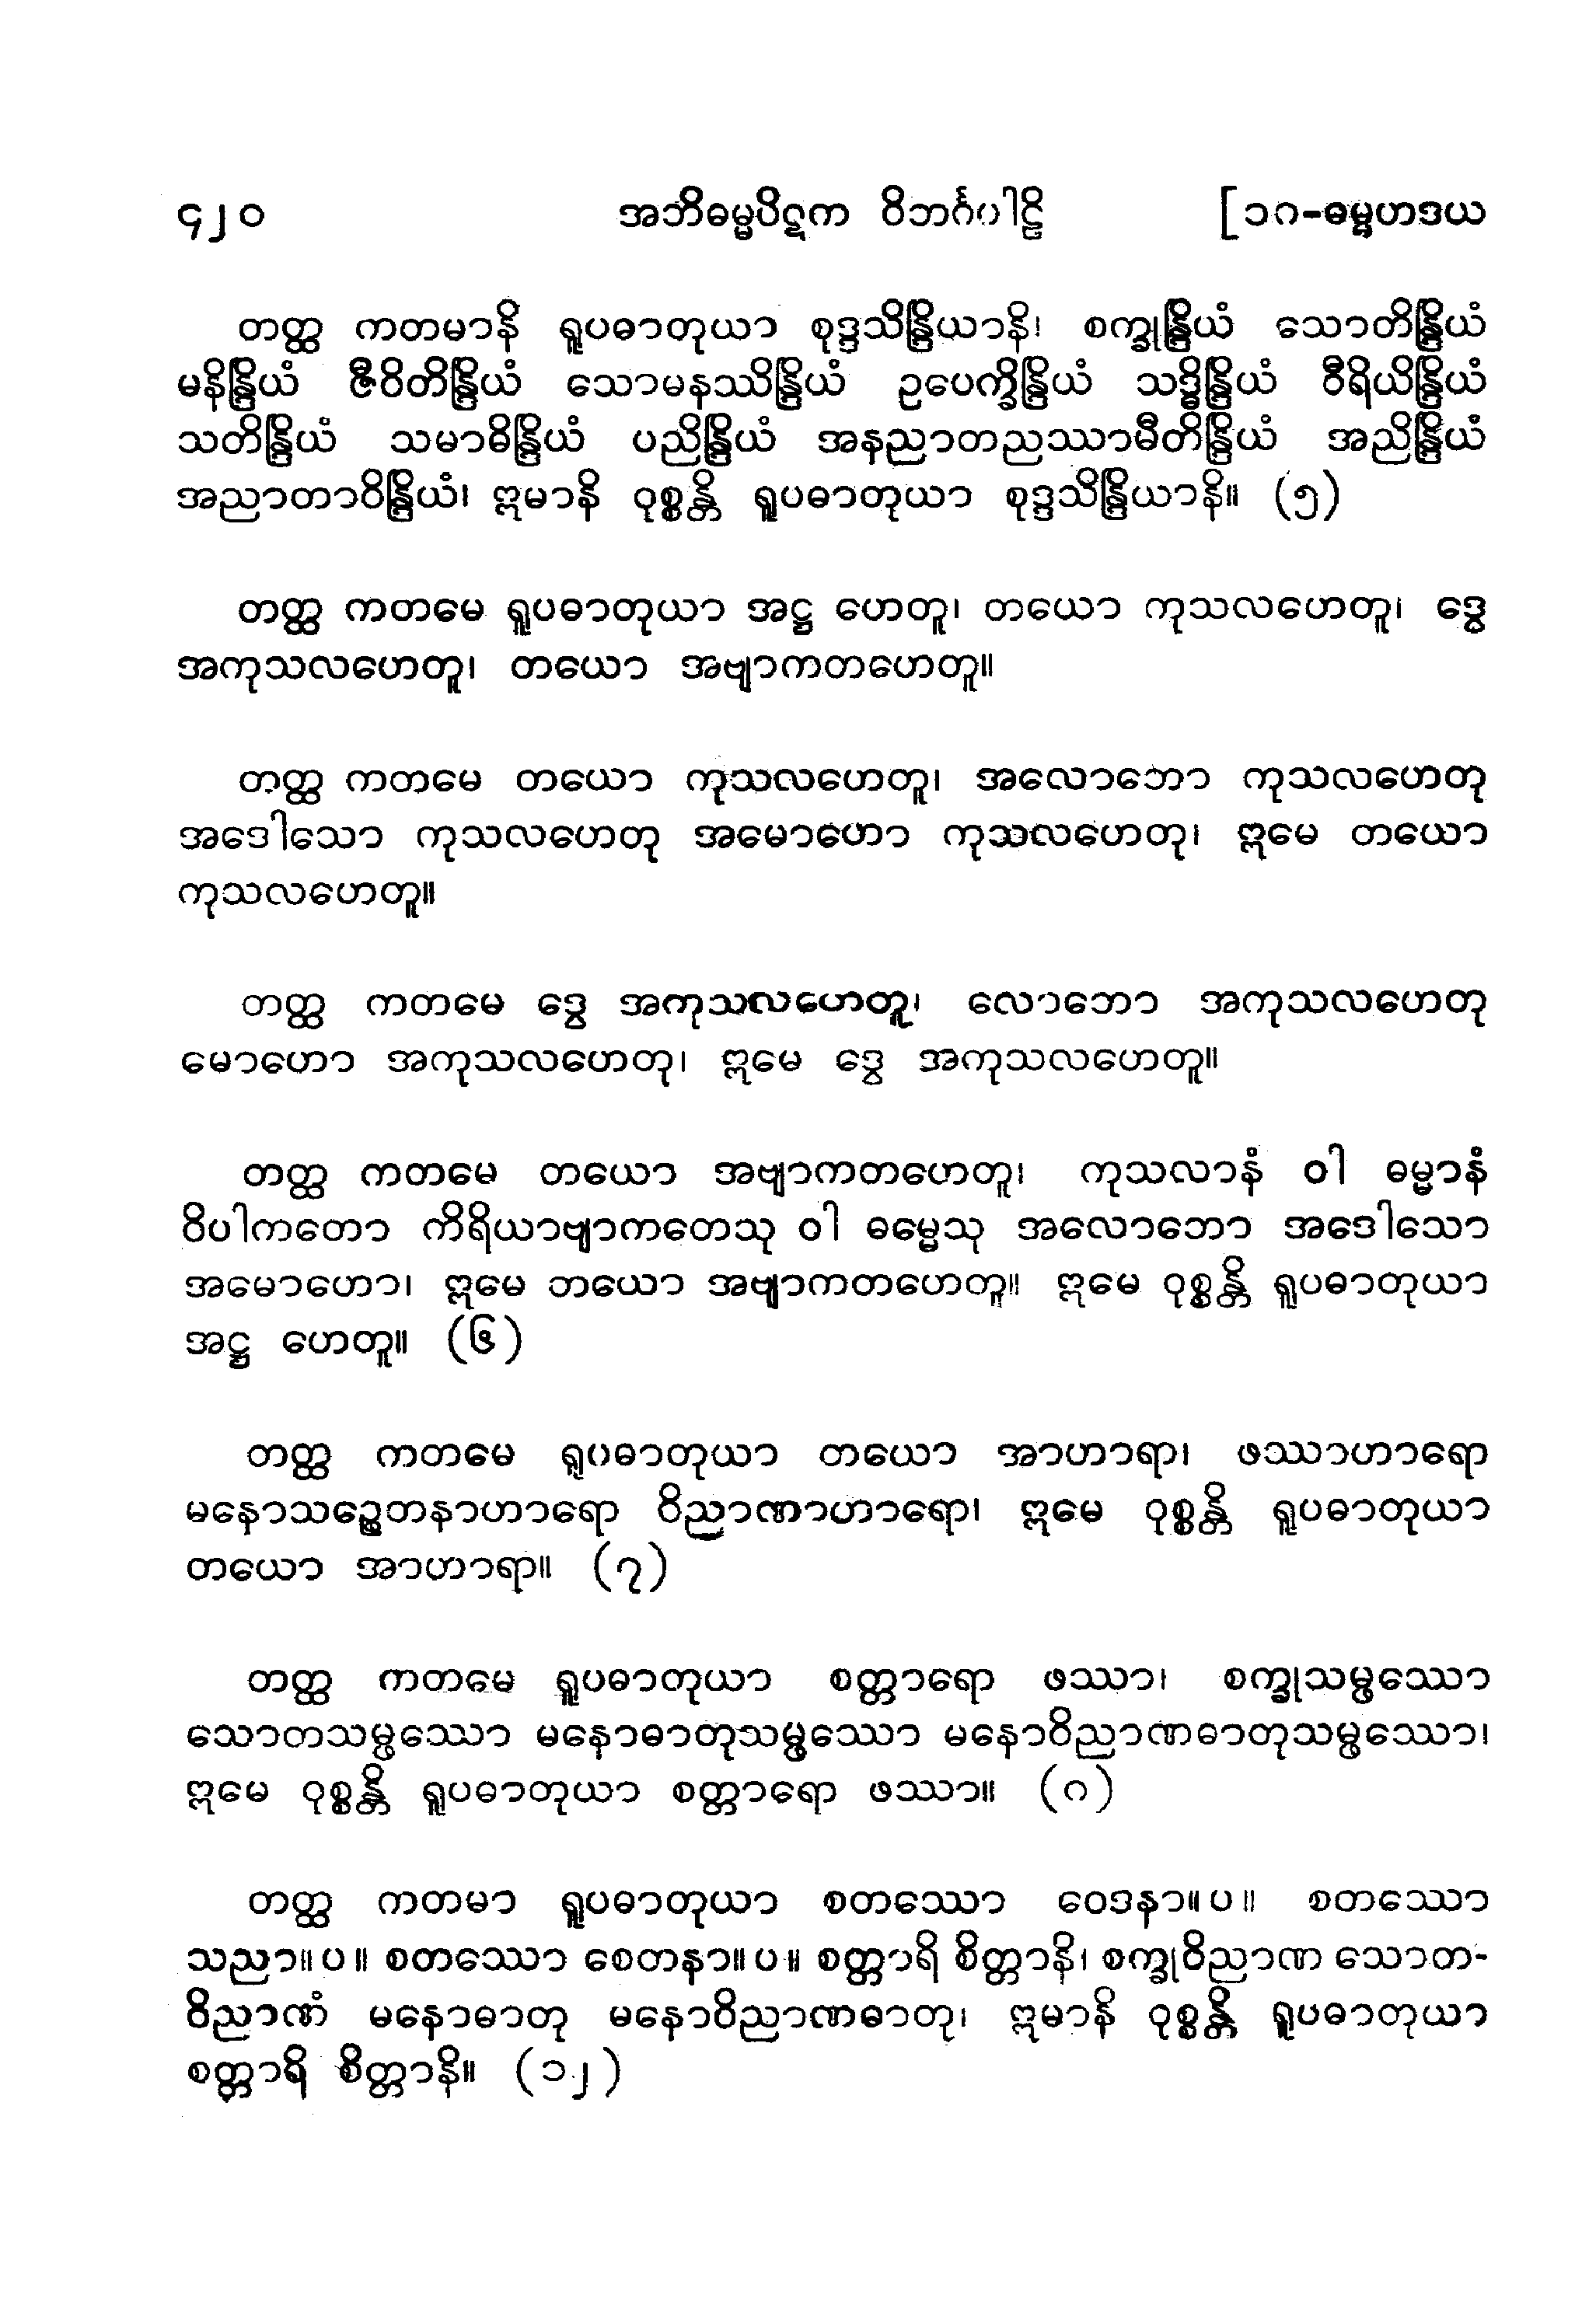 ၄၂၀ အဘိဓမ္မပိဋက ဝိဘင်္ဂပါဠိ [၁၈-ဓမ္မဟဒယ
တတ္ထ ကတမာနိ ရူပဓာတုယာ စုဒ္ဒသိန္ဒြိယာနိ၊ စက္ခုန္ဒြိယံ သောတိန္ဒြိယံ
မနိန္ဒြိယံ ဇီဝိတိန္ဒြိယံ သောမနဿိန္ဒြိယံ ဥပေက္ခိန္ဒြိယံ သဒ္ဓိန္ဒြိယံ ဝီရိယိန္ဒြိယံ
သတိန္ဒြိယံ သမာဓိန္ဒြိယံ ပညိန္ဒြိယံ အနညာတညဿာမီတိန္ဒြိယံ အညိန္ဒြိယံ
အညာတာဝိန္ဒြိယံ၊ ဣမာနိ ဝုစ္စန္တိ ရူပဓာတုယာ စုဒ္ဒသိန္ဒြိယာနိ။ (၅)
တတ္ထ ကတမေ ရူပဓာတုယာ အဋ္ဌ ဟေတူ၊ တယော ကုသလဟေတူ၊ ဒွေ
အကုသလဟေတူ၊ တယော အဗျာကတဟေတူ။
တတ္ထ ကတမေ တယော ကုသလဟေတူ၊ အလောဘော ကုသလဟေတု
အဒေါသော ကုသလဟေတု အမောဟော ကုသလဟေတု၊ ဣမေ တယော
ကုသလဟေတူ။
တတ္ထ ကတမေ ဒွေ အကုသလဟေတူ၊ လောဘော အကုသလဟေတု
မောဟော အကုသလဟေတု၊ ဣမေ ဒွေ အကုသလဟေတူ။
တတ္ထ ကတမေ တယော အဗျာကတဟေတူ၊ ကုသလာနံ ဝါ ဓမ္မာနံ
ဝိပါကတော ကိရိယာဗျာကတေသု ဝါ ဓမ္မေသု အလောဘော အဒေါသော
အမောဟော၊ ဣမေ တယော အဗျာကတဟေတူ။ ဣမေ ဝုစ္စန္တိ ရူပဓာတုယာ
အဋ္ဌ ဟေတူ။ (၆)
တတ္ထ ကတမေ ရူပဓာတုယာ တယော အာဟာရာ၊ ဖဿာဟာရော
မနောသဉ္စေတနာဟာရော ဝိညာဏာဟာရော၊ ဣမေ ဝုစ္စန္တိ ရူပဓာတုယာ
တယော အာဟာရာ။ (၇)
တတ္ထ ကတမေ ရူပဓာတုယာ စတ္တာရော ဖဿာ၊ စက္ခုသမ္ဖဿော
သောတသမ္ဖဿော မနောဓာတုသမ္ဖဿော မနောဝိညာဏဓာတုသမ္ဖဿော၊
ဣမေ ဝုစ္စန္တိ ရူပဓာတုယာ စတ္တာရော ဖဿာ။ (၈)
တတ္ထ ကတမာ ရူပဓာတုယာ စတဿော ဝေဒနာ။ပ။ စတဿော
သညာ။ပ။ စတဿော စေတနာ။ပ။ စတ္တာရိ စိတ္တာနိ၊ စက္ခုဝိညာဏ သောတ-
ဝိညာဏံ မနောဓာတု မနောဝိညာဏဓာတု၊ ဣမာနိ ဝုစ္စန္တိ ရူပဓာတုယာ
စတ္တာရိ စိတ္တာနိ။ (၁၂)